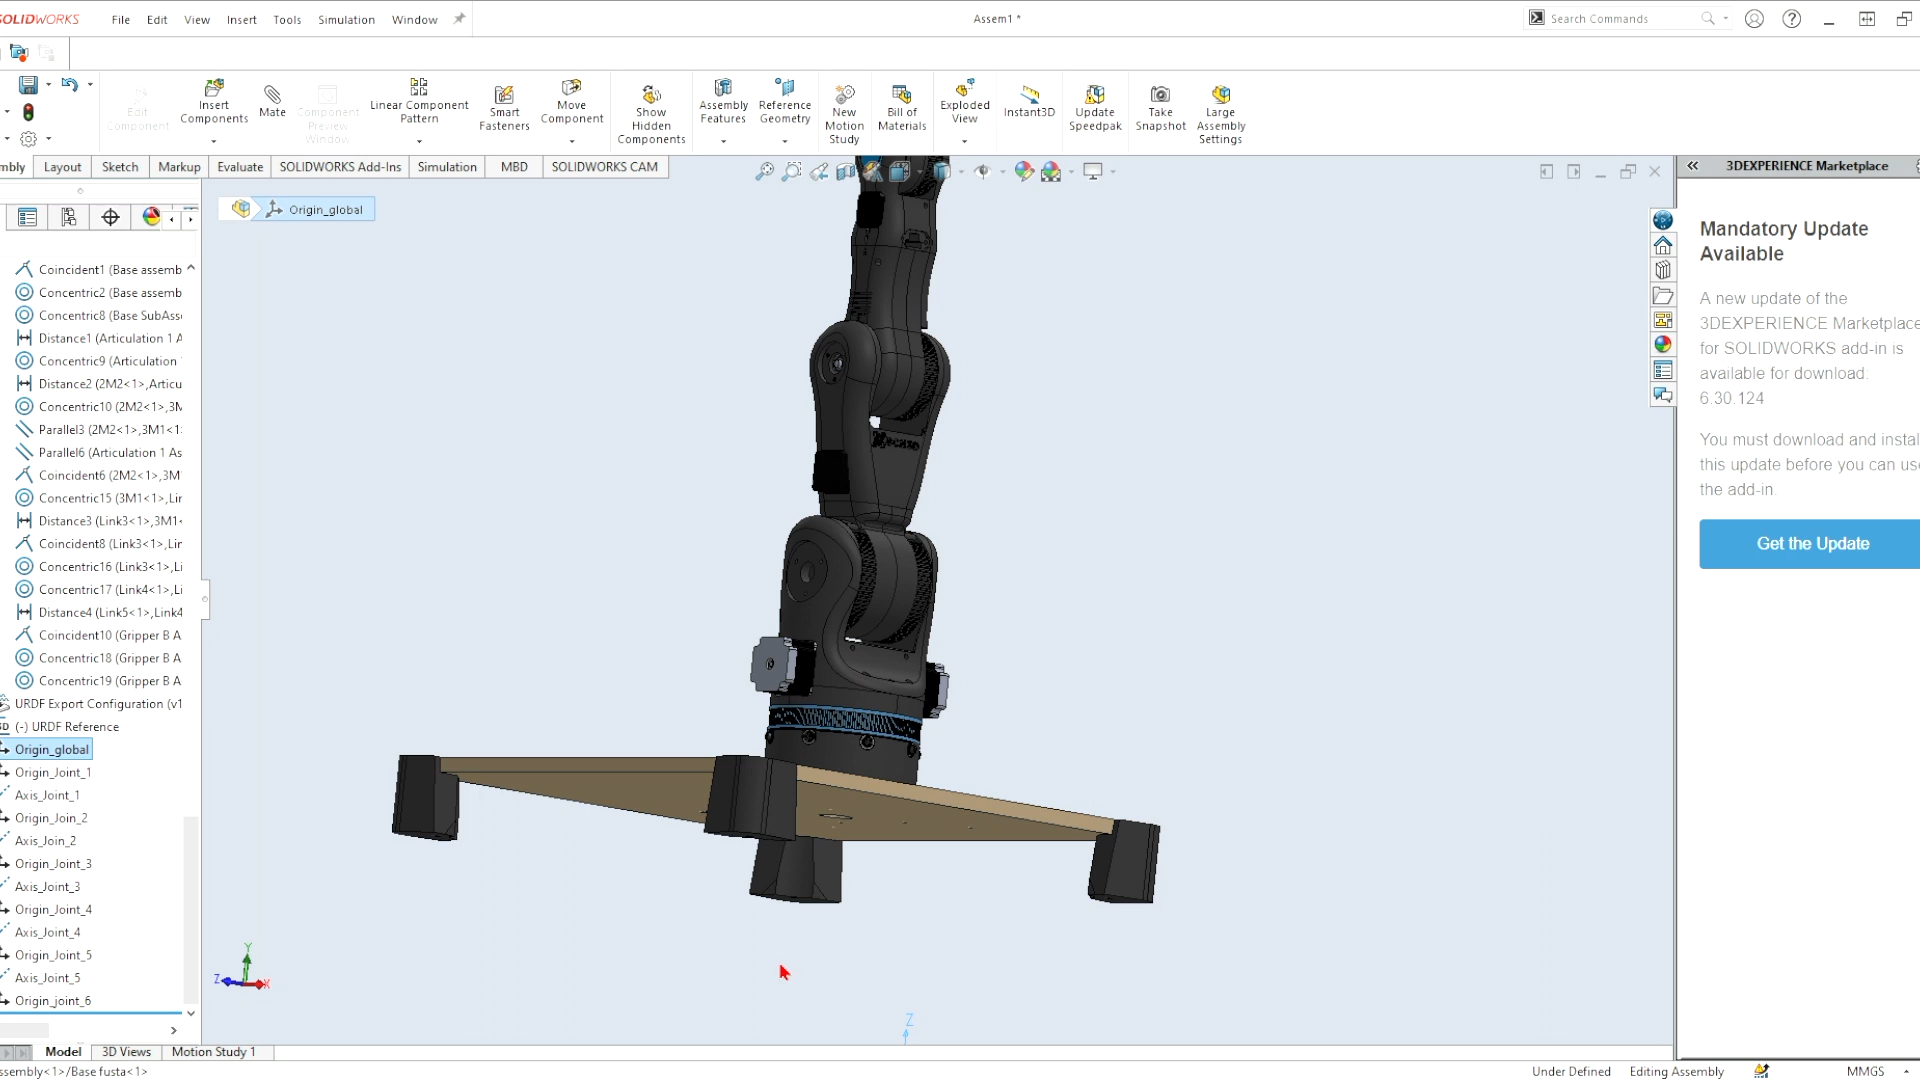 SOLIDWORKS File Edit View Insert Tools Simulation Window Assem1 * Search Commands
Edit Component
Insert Components
Mate
Component Preview Window
Linear Component Pattern
Smart Fasteners
Move Component
Show Hidden Components
Assembly Features
Reference Geometry
New Motion Study
Bill of Materials
Exploded View
Instant3D
Update Speedpak
Take Snapshot
Large Assembly Settings
mbly Layout Sketch Markup Evaluate SOLIDWORKS Add-Ins Simulation MBD SOLIDWORKS CAM
Origin_global
Coincident1 (Base assemb
Concentric2 (Base assemb
Concentric8 (Base SubAss
Distance1 (Articulation 1 A
Concentric9 (Articulation
Distance2 (2M2<1>,Articu
Concentric10 (2M2<1>,3M
Parallel3 (2M2<1>,3M1<1
Parallel6 (Articulation 1 As
Coincident6 (2M2<1>,3M
Concentric15 (3M1<1>,Lir
Distance3 (Link3<1>,3M1<
Coincident8 (Link3<1>,Lir
Concentric16 (Link3<1>,Li
Concentric17 (Link4<1>,Li
Distance4 (Link5<1>,Link4
Coincident10 (Gripper B A
Concentric18 (Gripper B A
Concentric19 (Gripper B A
URDF Export Configuration (v1
3D (-) URDF Reference
Origin_global
Origin_Joint_1
Axis_Joint_1
Origin_Join_2
Axis_Join_2
Origin_Joint_3
Axis_Joint_3
Origin_Joint_4
Axis_Joint_4
Origin_Joint_5
Axis_Joint_5
Origin_joint_6
Y
Z
X
Z
3DEXPERIENCE Marketplace
Mandatory Update
Available
A new update of the
3DEXPERIENCE Marketplace
for SOLIDWORKS add-in is
available for download:
6.30.124
You must download and instal
this update before you can use
the add-in.
Get the Update
Model 3D Views Motion Study 1
ssembly<1>/Base fusta<1> Under Defined Editing Assembly MMGS